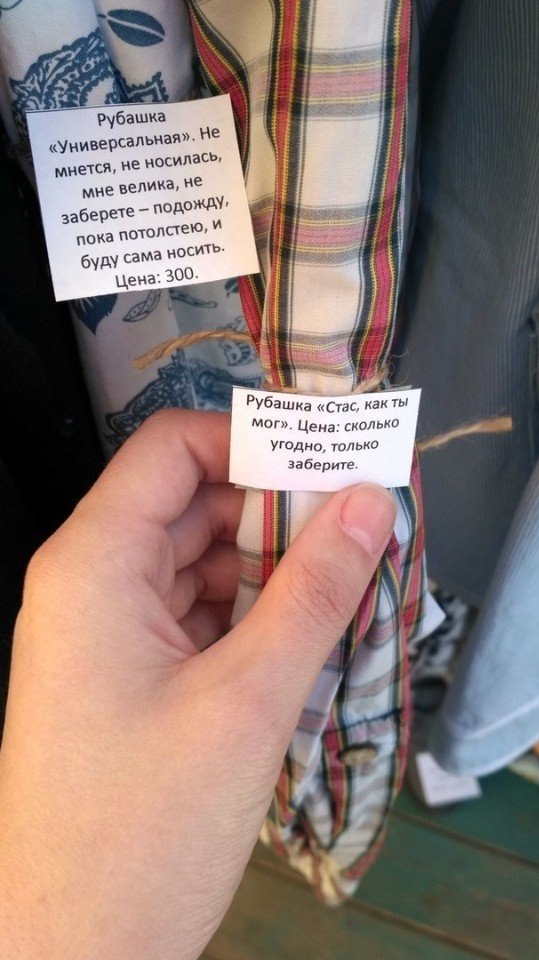 Рубашка
«Универсальная». Не
мнется, не носилась,
мне велика, не
заберете – подожду,
пока потолстею, и
буду сама носить.
Цена: 300.
Рубашка «Стас, как ты
мог». Цена: сколько
угодно, только
заберите.